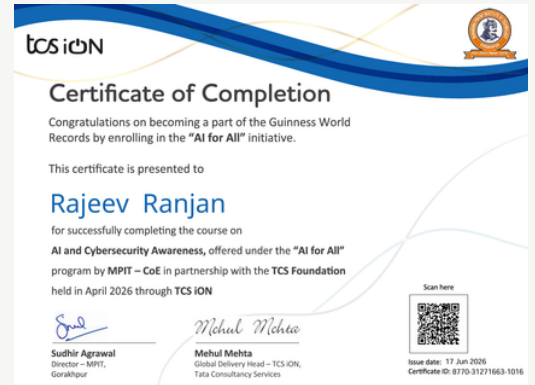 tcs iON
Certificate of Completion
Congratulations on becoming a part of the Guinness World
Records by enrolling in the “AI for All” initiative.
This certificate is presented to
Rajeev Ranjan
for successfully completing the course on
AI and Cybersecurity Awareness, offered under the “AI for All”
program by MPIT – CoE in partnership with the TCS Foundation
held in April 2026 through TCS iON
Mehul Mehta
Sudhir Agrawal
Director – MPIT,
Gorakhpur
Mehul Mehta
Global Delivery Head – TCS iON,
Tata Consultancy Services
Scan here
Issue date: 17 Jun 2026
Certificate ID: 8770-31271663-1016